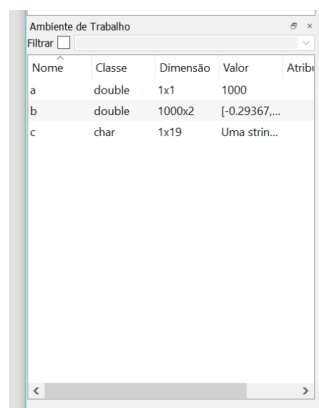 Ambiente de Trabalho
Filtrar
Nome Classe Dimensão Valor Atribu
a double 1x1 1000
b double 1000x2 [-0.29367,...
c char 1x19 Uma strin...